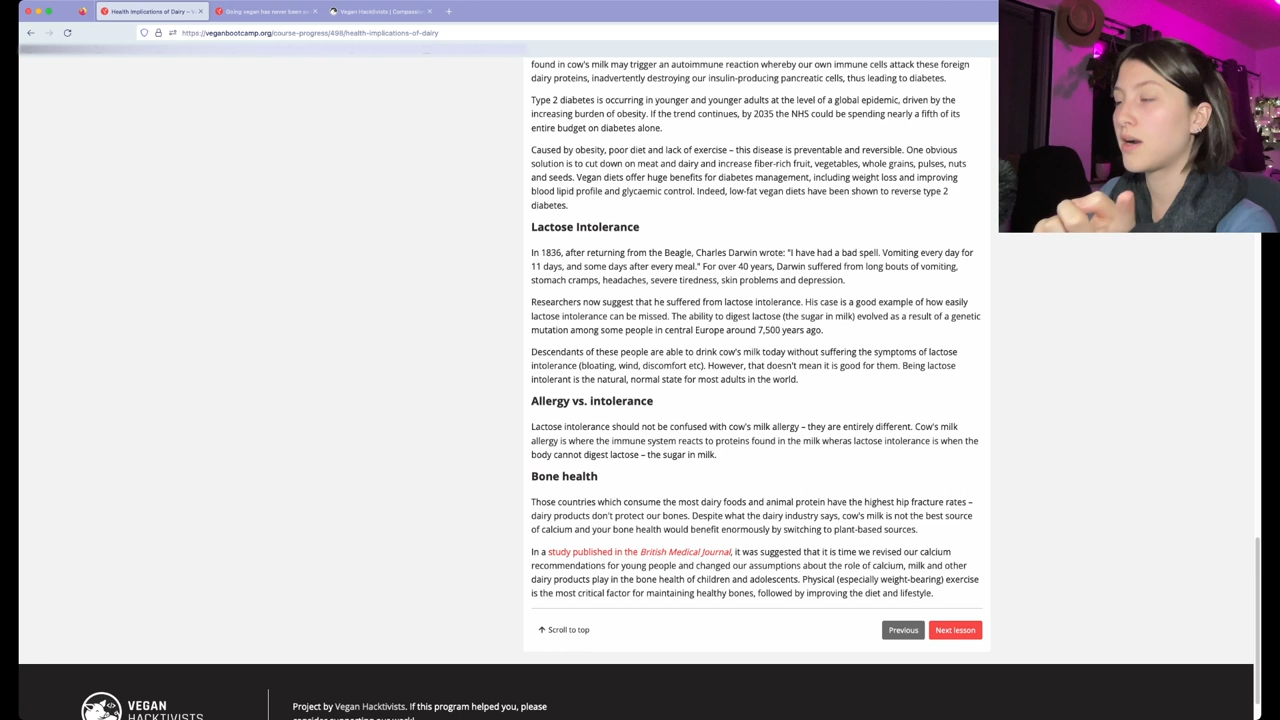 Health Implications of Dairy – V
Going vegan has never been ea
Vegan Hacktivists | Compassion
https://veganbootcamp.org/course-progress/498/health-implications-of-dairy
found in cow's milk may trigger an autoimmune reaction whereby our own immune cells attack these foreign
dairy proteins, inadvertently destroying our insulin-producing pancreatic cells, thus leading to diabetes.
Type 2 diabetes is occurring in younger and younger adults at the level of a global epidemic, driven by the
increasing burden of obesity. If the trend continues, by 2035 the NHS could be spending nearly a fifth of its
entire budget on diabetes alone.
Caused by obesity, poor diet and lack of exercise – this disease is preventable and reversible. One obvious
solution is to cut down on meat and dairy and increase fiber-rich fruit, vegetables, whole grains, pulses, nuts
and seeds. Vegan diets offer huge benefits for diabetes management, including weight loss and improving
blood lipid profile and glycaemic control. Indeed, low-fat vegan diets have been shown to reverse type 2
diabetes.
Lactose Intolerance
In 1836, after returning from the Beagle, Charles Darwin wrote: "I have had a bad spell. Vomiting every day for
11 days, and some days after every meal." For over 40 years, Darwin suffered from long bouts of vomiting,
stomach cramps, headaches, severe tiredness, skin problems and depression.
Researchers now suggest that he suffered from lactose intolerance. His case is a good example of how easily
lactose intolerance can be missed. The ability to digest lactose (the sugar in milk) evolved as a result of a genetic
mutation among some people in central Europe around 7,500 years ago.
Descendants of these people are able to drink cow's milk today without suffering the symptoms of lactose
intolerance (bloating, wind, discomfort etc). However, that doesn't mean it is good for them. Being lactose
intolerant is the natural, normal state for most adults in the world.
Allergy vs. intolerance
Lactose intolerance should not be confused with cow's milk allergy – they are entirely different. Cow's milk
allergy is where the immune system reacts to proteins found in the milk wheras lactose intolerance is when the
body cannot digest lactose – the sugar in milk.
Bone health
Those countries which consume the most dairy foods and animal protein have the highest hip fracture rates –
dairy products don't protect our bones. Despite what the dairy industry says, cow's milk is not the best source
of calcium and your bone health would benefit enormously by switching to plant-based sources.
In a study published in the British Medical Journal, it was suggested that it is time we revised our calcium
recommendations for young people and changed our assumptions about the role of calcium, milk and other
dairy products play in the bone health of children and adolescents. Physical (especially weight-bearing) exercise
is the most critical factor for maintaining healthy bones, followed by improving the diet and lifestyle.
Scroll to top
Previous
Next lesson
VEGAN
HACKTIVISTS
Project by Vegan Hacktivists. If this program helped you, please
consider supporting our work!